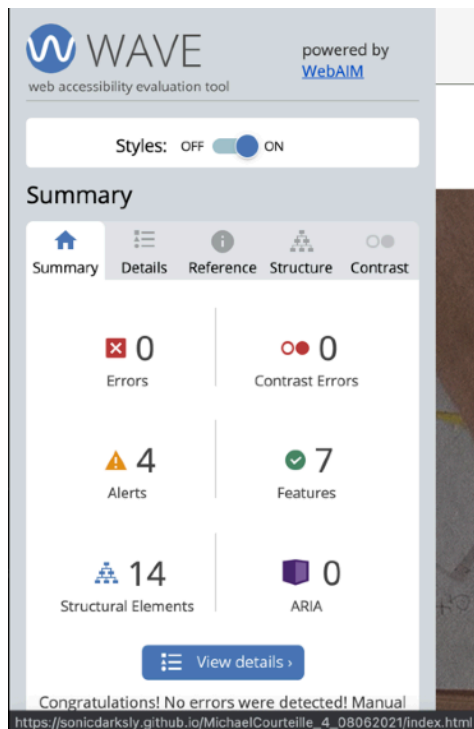 WAVE
web accessibility evaluation tool
powered by
WebAIM
Styles: OFF ON
Summary
Summary Details Reference Structure Contrast
0
Errors
0
Contrast Errors
4
Alerts
7
Features
14
Structural Elements
0
ARIA
View details ›
Congratulations! No errors were detected! Manual
https://sonicdarksly.github.io/MichaelCourteille_4_08062021/index.html